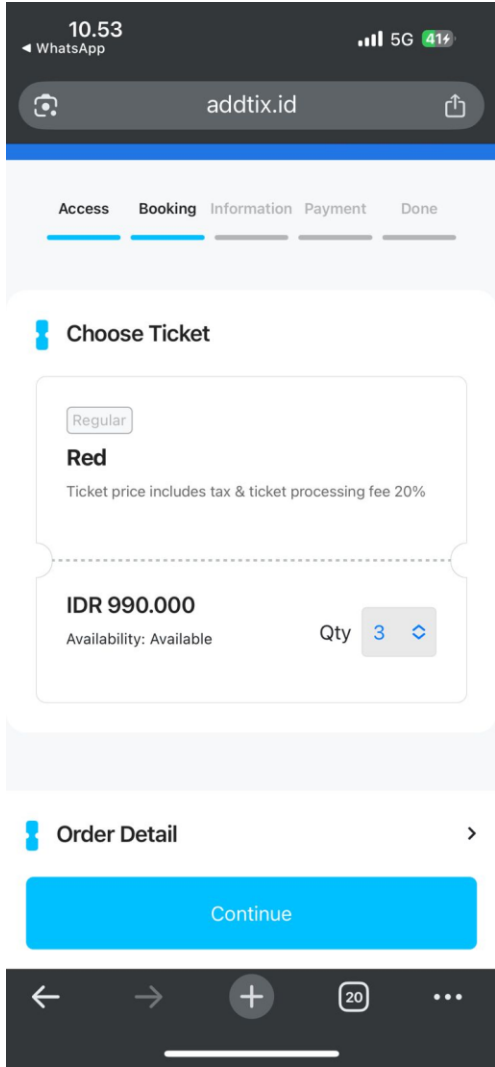 10.53
◀ WhatsApp
5G 41
addtix.id
Access Booking Information Payment Done
Choose Ticket
Regular
Red
Ticket price includes tax & ticket processing fee 20%
IDR 990.000
Availability: Available
Qty 3
Order Detail
Continue
20